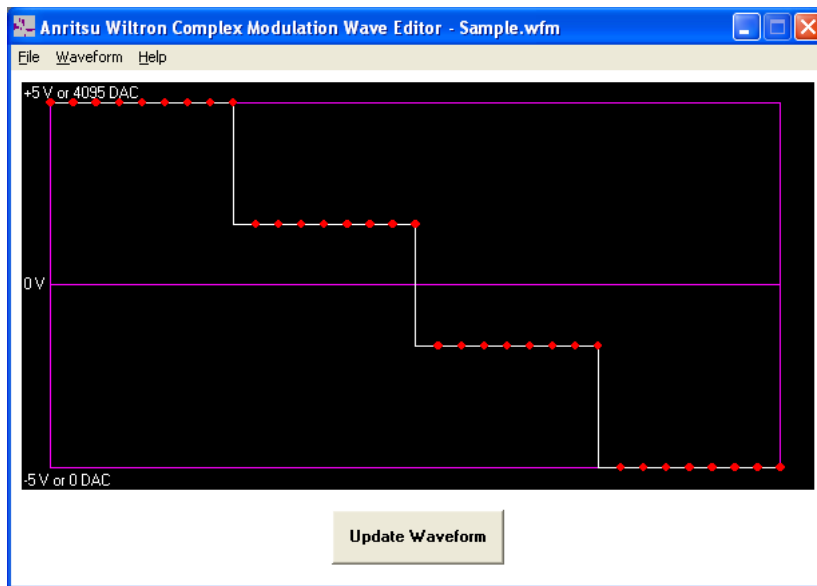 Anritsu Wiltron Complex Modulation Wave Editor - Sample.wfm
File Waveform Help
+5 V or 4095 DAC
0 V
-5 V or 0 DAC
Update Waveform